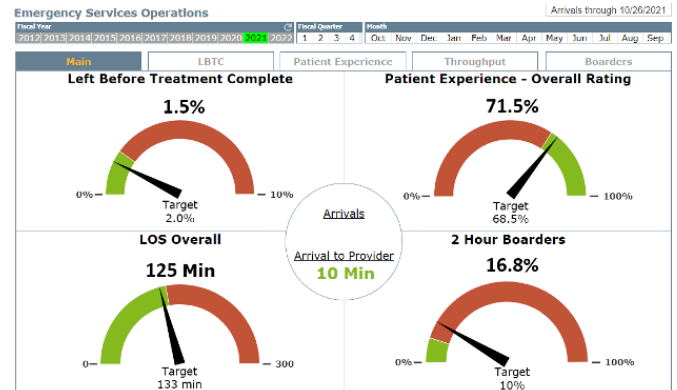 Emergency Services Operations
Arrivals through 10/26/2021
Fiscal Year
2012 2013 2014 2015 2016 2017 2018 2019 2020 2021 2022
Fiscal Quarter
1 2 3 4
Month
Oct Nov Dec Jan Feb Mar Apr May Jun Jul Aug Sep
Main LBTC Patient Experience Throughput Boarders
Left Before Treatment Complete
1.5%
0%
10%
Target
2.0%
Patient Experience - Overall Rating
71.5%
0%
100%
Target
68.5%
Arrivals
Arrival to Provider
10 Min
LOS Overall
125 Min
0
300
Target
133 min
2 Hour Boarders
16.8%
0%
100%
Target
10%